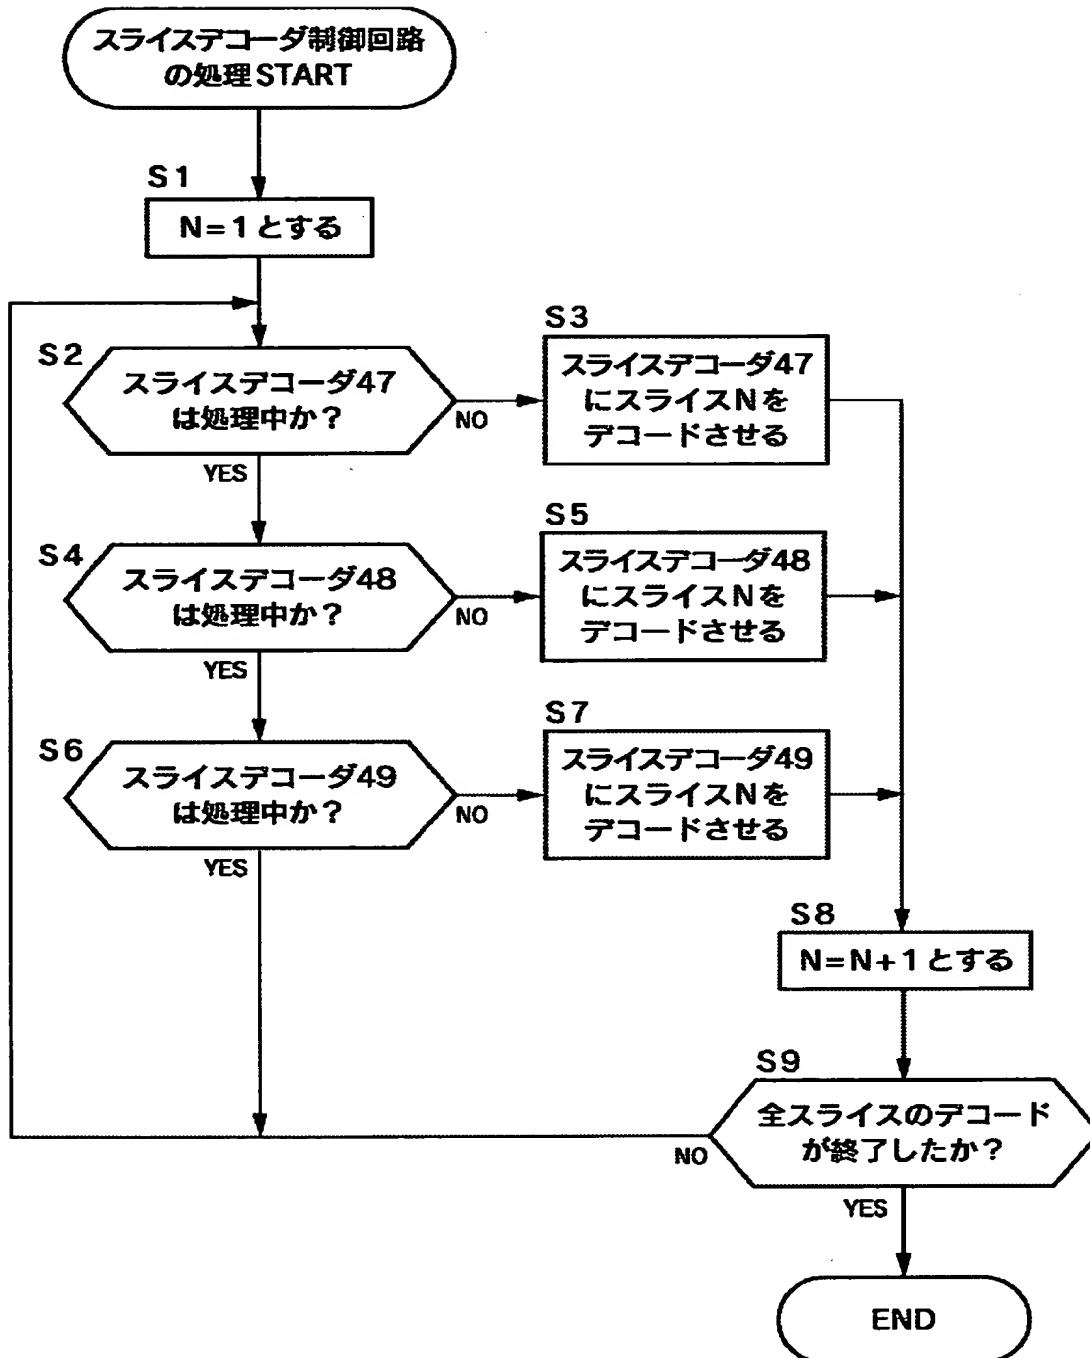 スライスデコーダ制御回路
の処理START
S1
N=1とする
S2
スライスデコーダ47
は処理中か？
NO
YES
S3
スライスデコーダ47
にスライスNを
デコードさせる
S4
スライスデコーダ48
は処理中か？
NO
YES
S5
スライスデコーダ48
にスライスNを
デコードさせる
S6
スライスデコーダ49
は処理中か？
NO
YES
S7
スライスデコーダ49
にスライスNを
デコードさせる
S8
N=N+1とする
S9
全スライスのデコード
が終了したか？
NO
YES
END